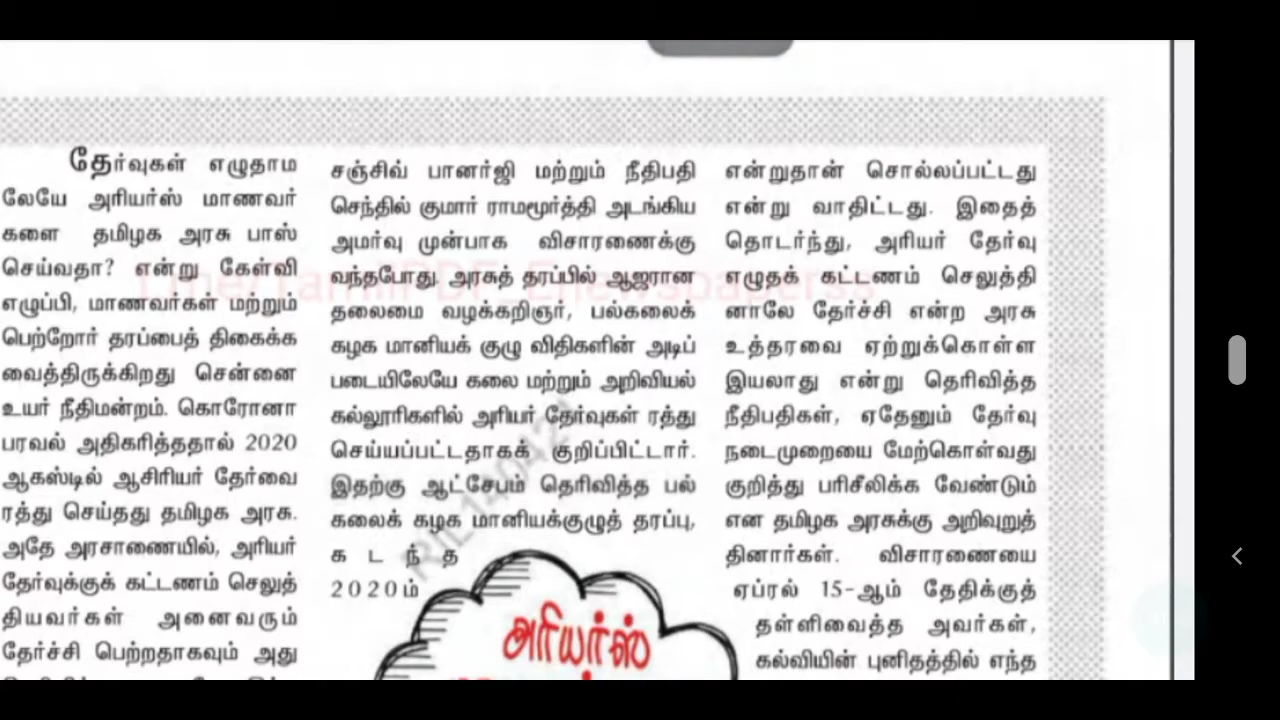 தேர்வுகள் எழுதாம
லேயே அரியர்ஸ் மாணவர்
களை தமிழக அரசு பாஸ்
செய்வதா? என்று கேள்வி
எழுப்பி, மாணவர்கள் மற்றும்
பெற்றோர் தரப்பைத் திகைக்க
வைத்திருக்கிறது சென்னை
உயர் நீதிமன்றம். கொரோனா
பரவல் அதிகரித்ததால் 2020
ஆகஸ்டில் ஆசிரியர் தேர்வை
ரத்து செய்தது தமிழக அரசு.
அதே அரசாணையில், அரியர்
தேர்வுக்குக் கட்டணம் செலுத்
தியவர்கள் அனைவரும்
தேர்ச்சி பெற்றதாகவும் அது
சஞ்சிவ் பானர்ஜி மற்றும் நீதிபதி
செந்தில் குமார் ராமமூர்த்தி அடங்கிய
அமர்வு முன்பாக விசாரணைக்கு
வந்தபோது அரசுத் தரப்பில் ஆஜரான
தலைமை வழக்கறிஞர், பல்கலைக்
கழக மானியக் குழு விதிகளின் அடிப்
படையிலேயே கலை மற்றும் அறிவியல்
கல்லூரிகளில் அரியர் தேர்வுகள் ரத்து
செய்யப்பட்டதாகக் குறிப்பிட்டார்.
இதற்கு ஆட்சேபம் தெரிவித்த பல்
கலைக் கழக மானியக்குழுத் தரப்பு,
க ட ந் த
2020ம்
அரியர்ஸ்
என்றுதான் சொல்லப்பட்டது
என்று வாதிட்டது. இதைத்
தொடர்ந்து, அரியர் தேர்வு
எழுதக் கட்டணம் செலுத்தி
னாலே தேர்ச்சி என்ற அரசு
உத்தரவை ஏற்றுக்கொள்ள
இயலாது என்று தெரிவித்த
நீதிபதிகள், ஏதேனும் தேர்வு
நடைமுறையை மேற்கொள்வது
குறித்து பரிசீலிக்க வேண்டும்
என தமிழக அரசுக்கு அறிவுறுத்
தினார்கள். விசாரணையை
ஏப்ரல் 15-ஆம் தேதிக்குத்
தள்ளிவைத்த அவர்கள்,
கல்வியின் புனிதத்தில் எந்த